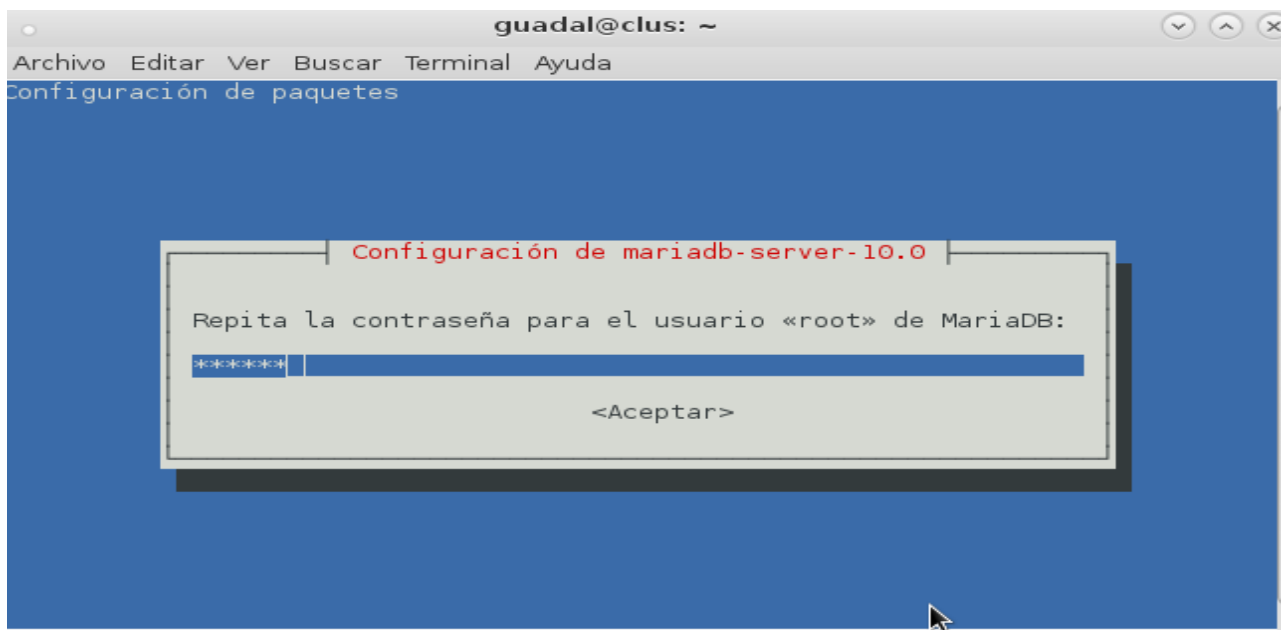 guadal@clus: ~
Archivo Editar Ver Buscar Terminal Ayuda
Configuración de paquetes
Configuración de mariadb-server-10.0
Repita la contraseña para el usuario «root» de MariaDB:
******
<Aceptar>